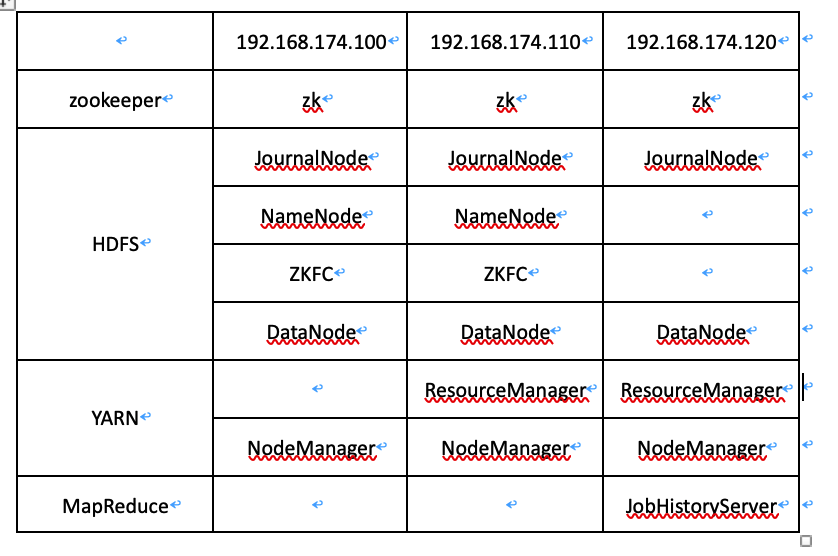 192.168.174.100 192.168.174.110 192.168.174.120
zookeeper zk zk zk
HDFS JournalNode JournalNode JournalNode
NameNode NameNode
ZKFC ZKFC
DataNode DataNode DataNode
YARN ResourceManager ResourceManager
NodeManager NodeManager NodeManager
MapReduce JobHistoryServer